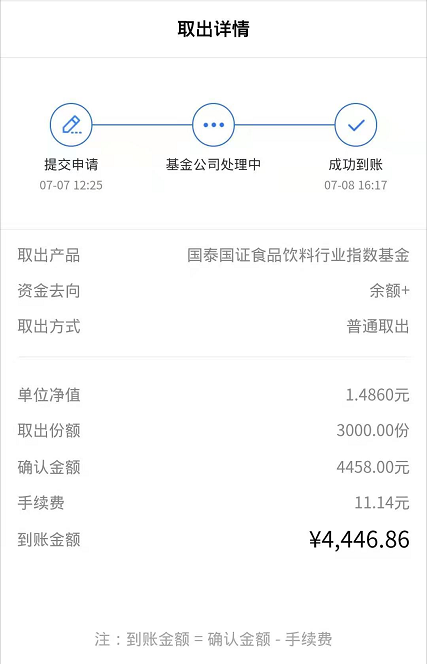 取出详情
提交申请 基金公司处理中 成功到账
07-07 12:25 07-08 16:17
取出产品 国泰国证食品饮料行业指数基金
资金去向 余额+
取出方式 普通取出
单位净值 1.4860元
取出份额 3000.00份
确认金额 4458.00元
手续费 11.14元
到账金额 ¥4,446.86
注：到账金额 = 确认金额 - 手续费